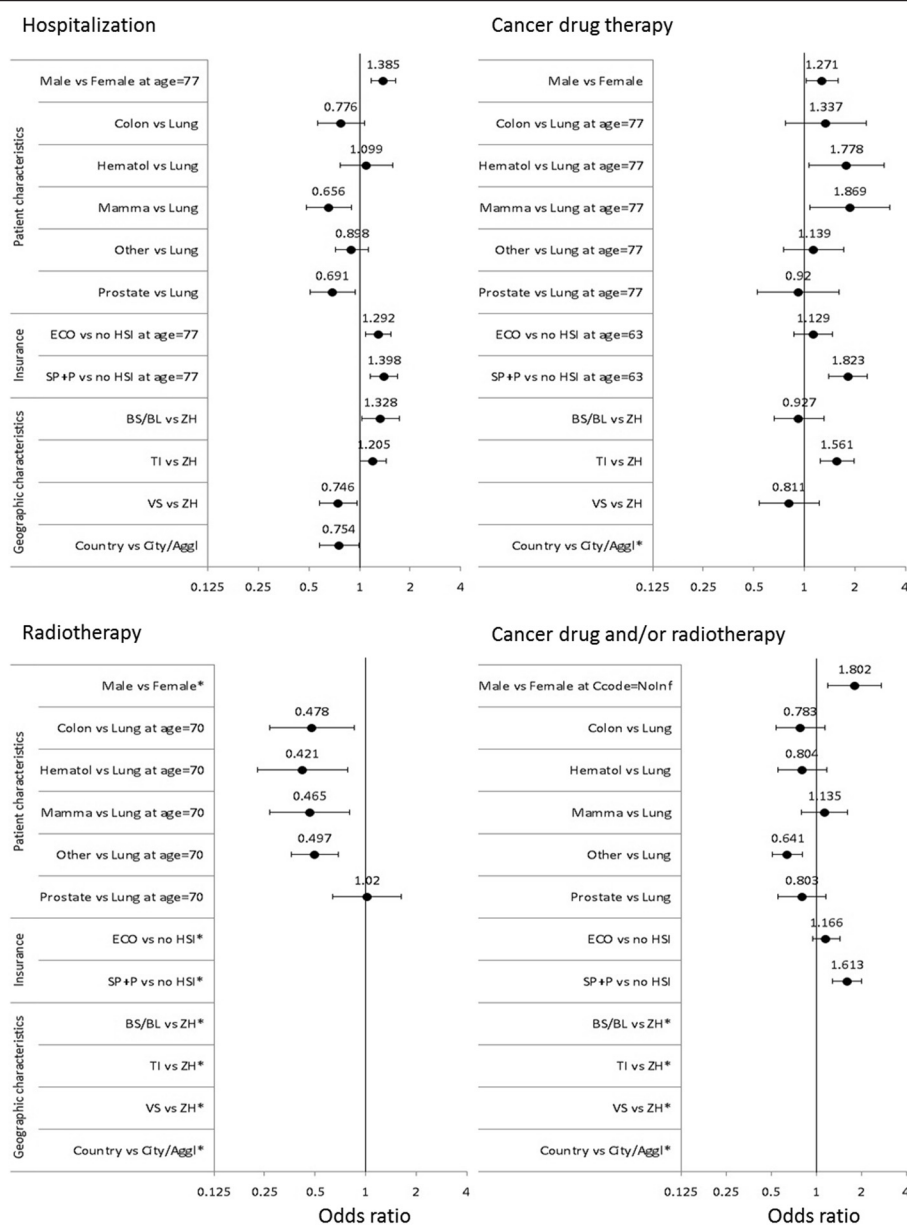 Hospitalization
Patient characteristics
Male vs Female at age=77
1.385
Colon vs Lung
0.776
Hematol vs Lung
1.099
Mamma vs Lung
0.656
Other vs Lung
0.898
Prostate vs Lung
0.691
Insurance
ECO vs no HSI at age=77
1.292
SP+P vs no HSI at age=77
1.398
Geographic characteristics
BS/BL vs ZH
1.328
TI vs ZH
1.205
VS vs ZH
0.746
Country vs City/Aggl
0.754
0.125 0.25 0.5 1 2 4
Cancer drug therapy
Male vs Female
1.271
Colon vs Lung at age=77
1.337
Hematol vs Lung at age=77
1.778
Mamma vs Lung at age=77
1.869
Other vs Lung at age=77
1.139
Prostate vs Lung at age=77
0.92
ECO vs no HSI at age=63
1.129
SP+P vs no HSI at age=63
1.823
BS/BL vs ZH
0.927
TI vs ZH
1.561
VS vs ZH
0.811
Country vs City/Aggl*
0.125 0.25 0.5 1 2 4
Radiotherapy
Patient characteristics
Male vs Female*
Colon vs Lung at age=70
0.478
Hematol vs Lung at age=70
0.421
Mamma vs Lung at age=70
0.465
Other vs Lung at age=70
0.497
Prostate vs Lung at age=70
1.02
Insurance
ECO vs no HSI*
SP+P vs no HSI*
Geographic characteristics
BS/BL vs ZH*
TI vs ZH*
VS vs ZH*
Country vs City/Aggl*
0.125 0.25 0.5 1 2 4
Odds ratio
Cancer drug and/or radiotherapy
Male vs Female at Ccode=NoInf
1.802
Colon vs Lung
0.783
Hematol vs Lung
0.804
Mamma vs Lung
1.135
Other vs Lung
0.641
Prostate vs Lung
0.803
ECO vs no HSI
1.166
SP+P vs no HSI
1.613
BS/BL vs ZH*
TI vs ZH*
VS vs ZH*
Country vs City/Aggl*
0.125 0.25 0.5 1 2 4
Odds ratio